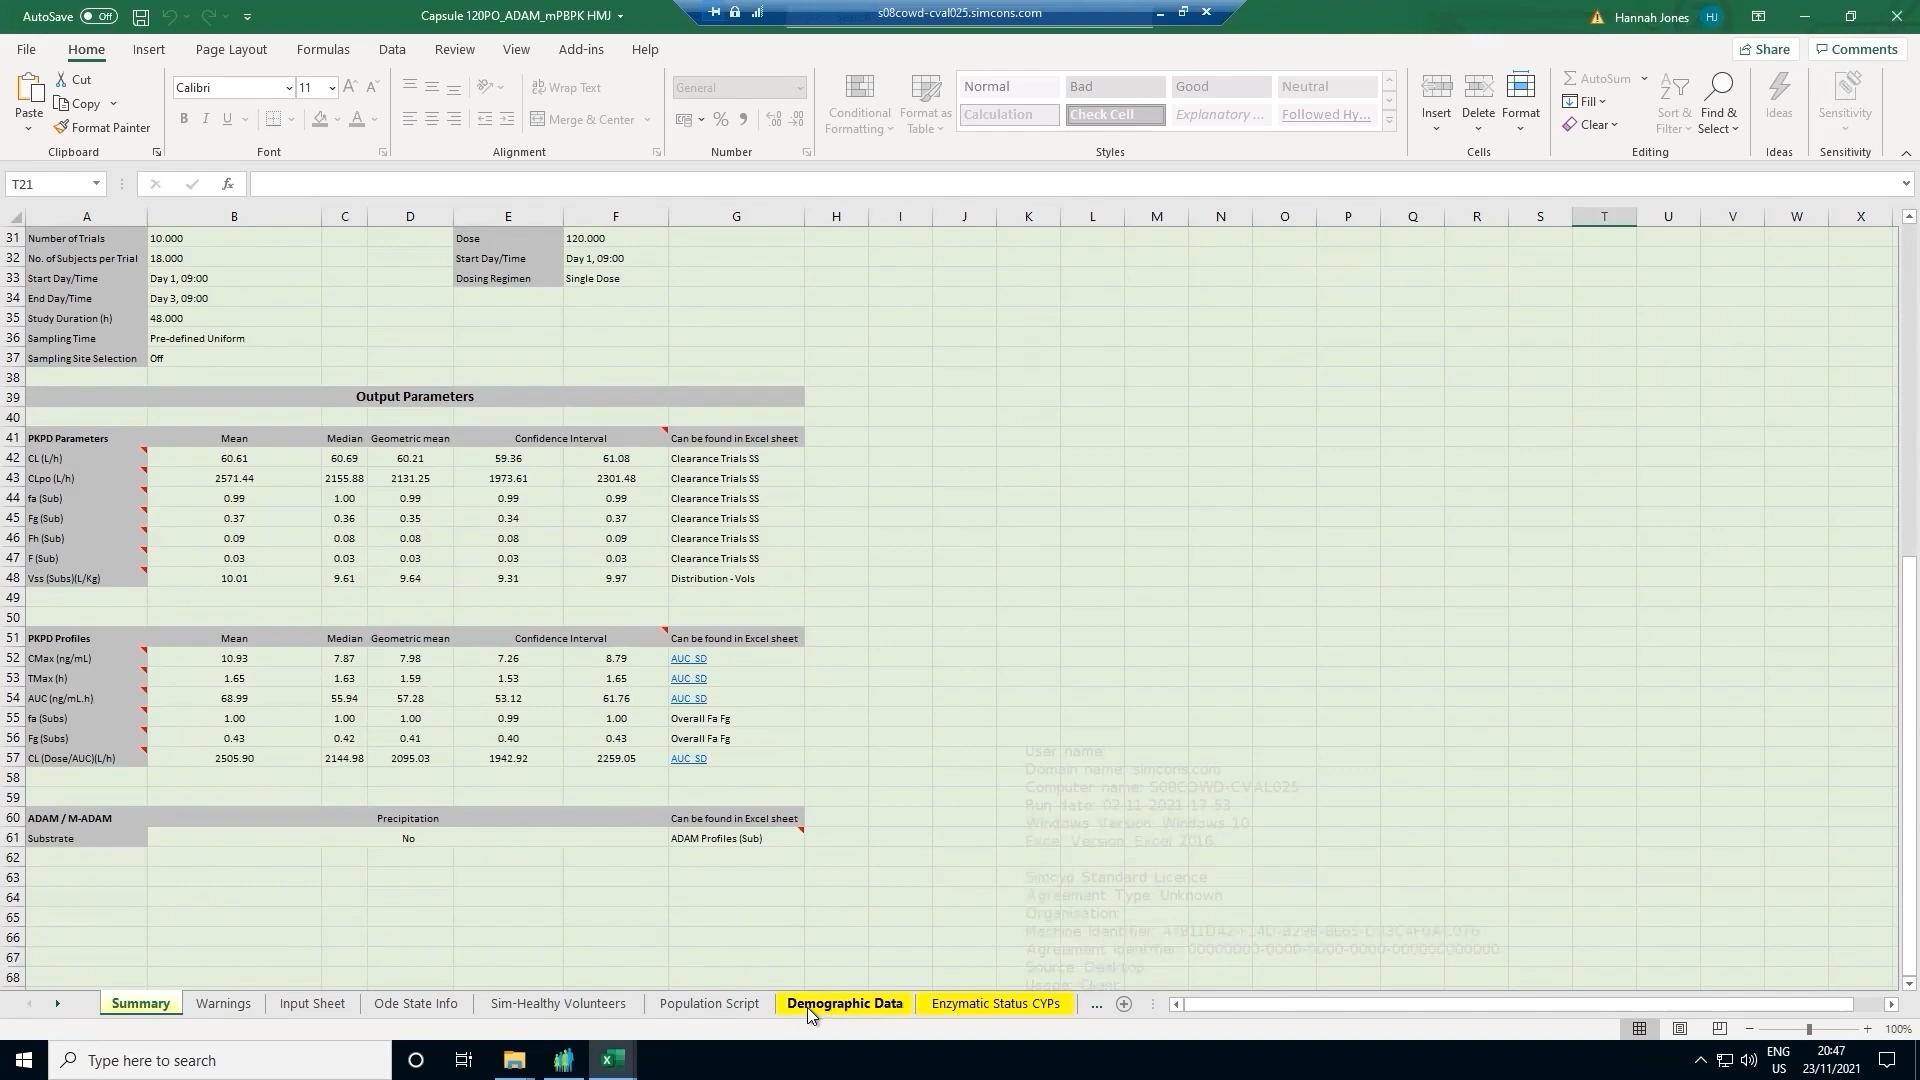 AutoSave Off Capsule 120PO_ADAM_mPBPK HMJ s08cowd-cval025.simcons.com Hannah Jones HJ
File Home Insert Page Layout Formulas Data Review View Add-ins Help Share Comments
Paste Cut Copy Format Painter Clipboard
Calibri 11 B I U A A A Font
Wrap Text Merge & Center Alignment
General % Number
Conditional Formatting Format as Table
Normal Bad Good Neutral
Calculation Check Cell Explanatory ... Followed Hy...
Styles
Insert Delete Format Cells
AutoSum Fill Clear Sort & Filter Find & Select Editing
Ideas Ideas
Sensitivity Sensitivity
T21 fx
A B C D E F G H I J K L M N O P Q R S T U V W X
31 Number of Trials 10.000 Dose 120.000
32 No. of Subjects per Trial 18.000 Start Day/Time Day 1, 09:00
33 Start Day/Time Day 1, 09:00 Dosing Regimen Single Dose
34 End Day/Time Day 3, 09:00
35 Study Duration (h) 48.000
36 Sampling Time Pre-defined Uniform
37 Sampling Site Selection Off
38
39 Output Parameters
40
41 PKPD Parameters Mean Median Geometric mean Confidence Interval Can be found in Excel sheet
42 CL (L/h) 60.61 60.69 60.21 59.36 61.08 Clearance Trials SS
43 CLpo (L/h) 2571.44 2155.88 2131.25 1973.61 2301.48 Clearance Trials SS
44 fa (Sub) 0.99 1.00 0.99 0.99 0.99 Clearance Trials SS
45 Fg (Sub) 0.37 0.36 0.35 0.34 0.37 Clearance Trials SS
46 Fh (Sub) 0.09 0.08 0.08 0.08 0.09 Clearance Trials SS
47 F (Sub) 0.03 0.03 0.03 0.03 0.03 Clearance Trials SS
48 Vss (Subs)(L/Kg) 10.01 9.61 9.64 9.31 9.97 Distribution - Vols
49
50
51 PKPD Profiles Mean Median Geometric mean Confidence Interval Can be found in Excel sheet
52 CMax (ng/mL) 10.93 7.87 7.98 7.26 8.79 AUC_SD
53 TMax (h) 1.65 1.63 1.59 1.53 1.65 AUC_SD
54 AUC (ng/mL.h) 68.99 55.94 57.28 53.12 61.76 AUC_SD
55 fa (Subs) 1.00 1.00 1.00 0.99 1.00 Overall Fa Fg
56 Fg (Subs) 0.43 0.42 0.41 0.40 0.43 Overall Fa Fg
57 CL (Dose/AUC)(L/h) 2505.90 2144.98 2095.03 1942.92 2259.05 AUC_SD
58
59
60 ADAM / M-ADAM Precipitation Can be found in Excel sheet
61 Substrate No ADAM Profiles (Sub)
62
63
64
65
66
67
68
User name:
Domain name: simcons.com
Computer name: S08COWD-CVAL025
Run date: 02-11-2021 17:53
Windows Version: Windows 10
Excel Version: Excel 2016
Simcyp Standard Licence
Agreement Type: Unknown
Organisation:
Machine Identifier:
Agreement Identifier: 00000000-0000-0000-0000-000000000000
Source: Desktop
Usage: Client
Summary Warnings Input Sheet Ode State Info Sim-Healthy Volunteers Population Script Demographic Data Enzymatic Status CYPs ...
100%
Type here to search
ENG US 20:47 23/11/2021